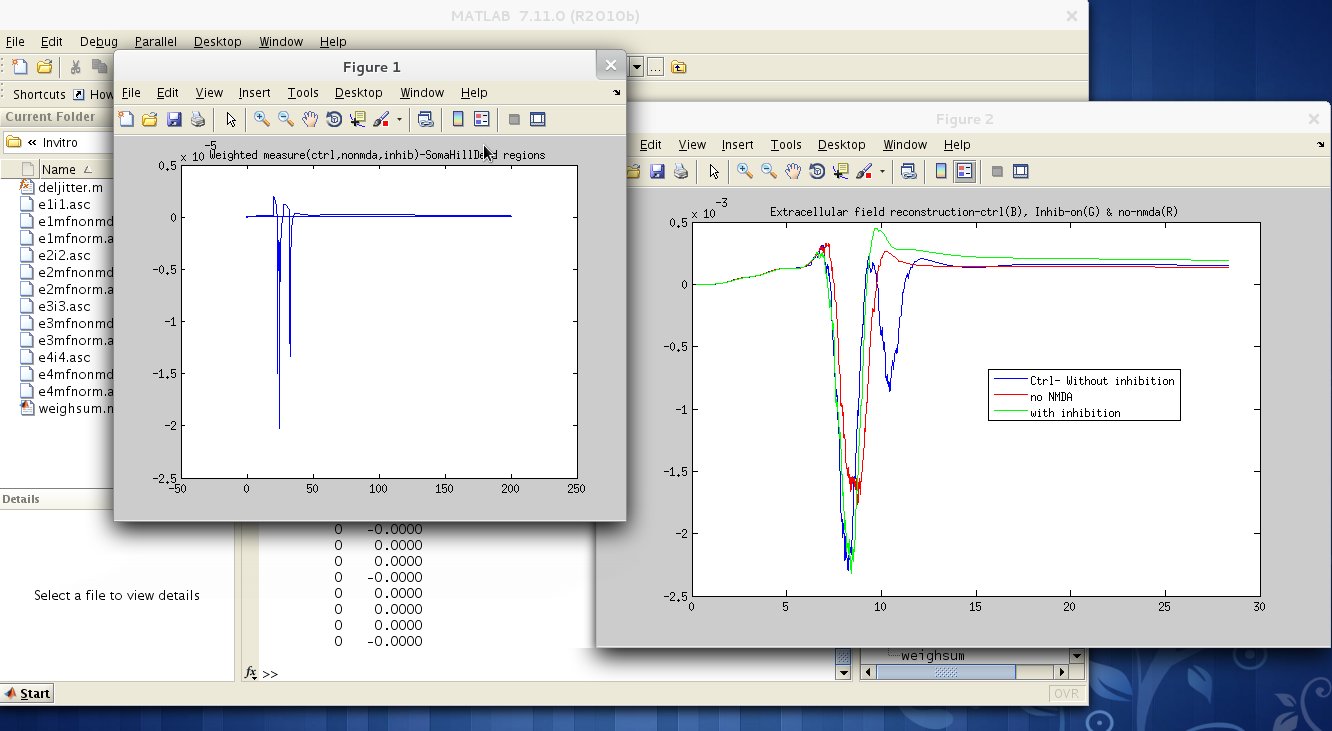 MATLAB 7.11.0 (R2010b)
File Edit Debug Parallel Desktop Window Help
Shortcuts How
Current Folder
« Invitro
Name
deljitter.m
e1i1.asc
e1mfnonmd
e1mfnorm.a
e2i2.asc
e2mfnonmd
e2mfnorm.a
e3i3.asc
e3mfnonmd
e3mfnorm.a
e4i4.asc
e4mfnonmd
e4mfnorm.a
weighsum.n
Details
Select a file to view details
Start
Figure 1
File Edit View Insert Tools Desktop Window Help
x 10 -5
Weighted measure(ctrl,nonmda,inhib)-SomaHillDend regions
0.5
0
-0.5
-1
-1.5
-2
-2.5
-50 0 50 100 150 200 250
0 -0.0000
0 0.0000
0 0.0000
0 -0.0000
0 0.0000
0 0.0000
0 0.0000
0 -0.0000
fx >>
Figure 2
Edit View Insert Tools Desktop Window Help
x 10 -3
Extracellular field reconstruction-ctrl(B), Inhib-on(G) & no-nmda(R)
0.5
0
-0.5
-1
-1.5
-2
-2.5
0 5 10 15 20 25 30
Ctrl- Without inhibition
no NMDA
with inhibition
weighsum
OVR